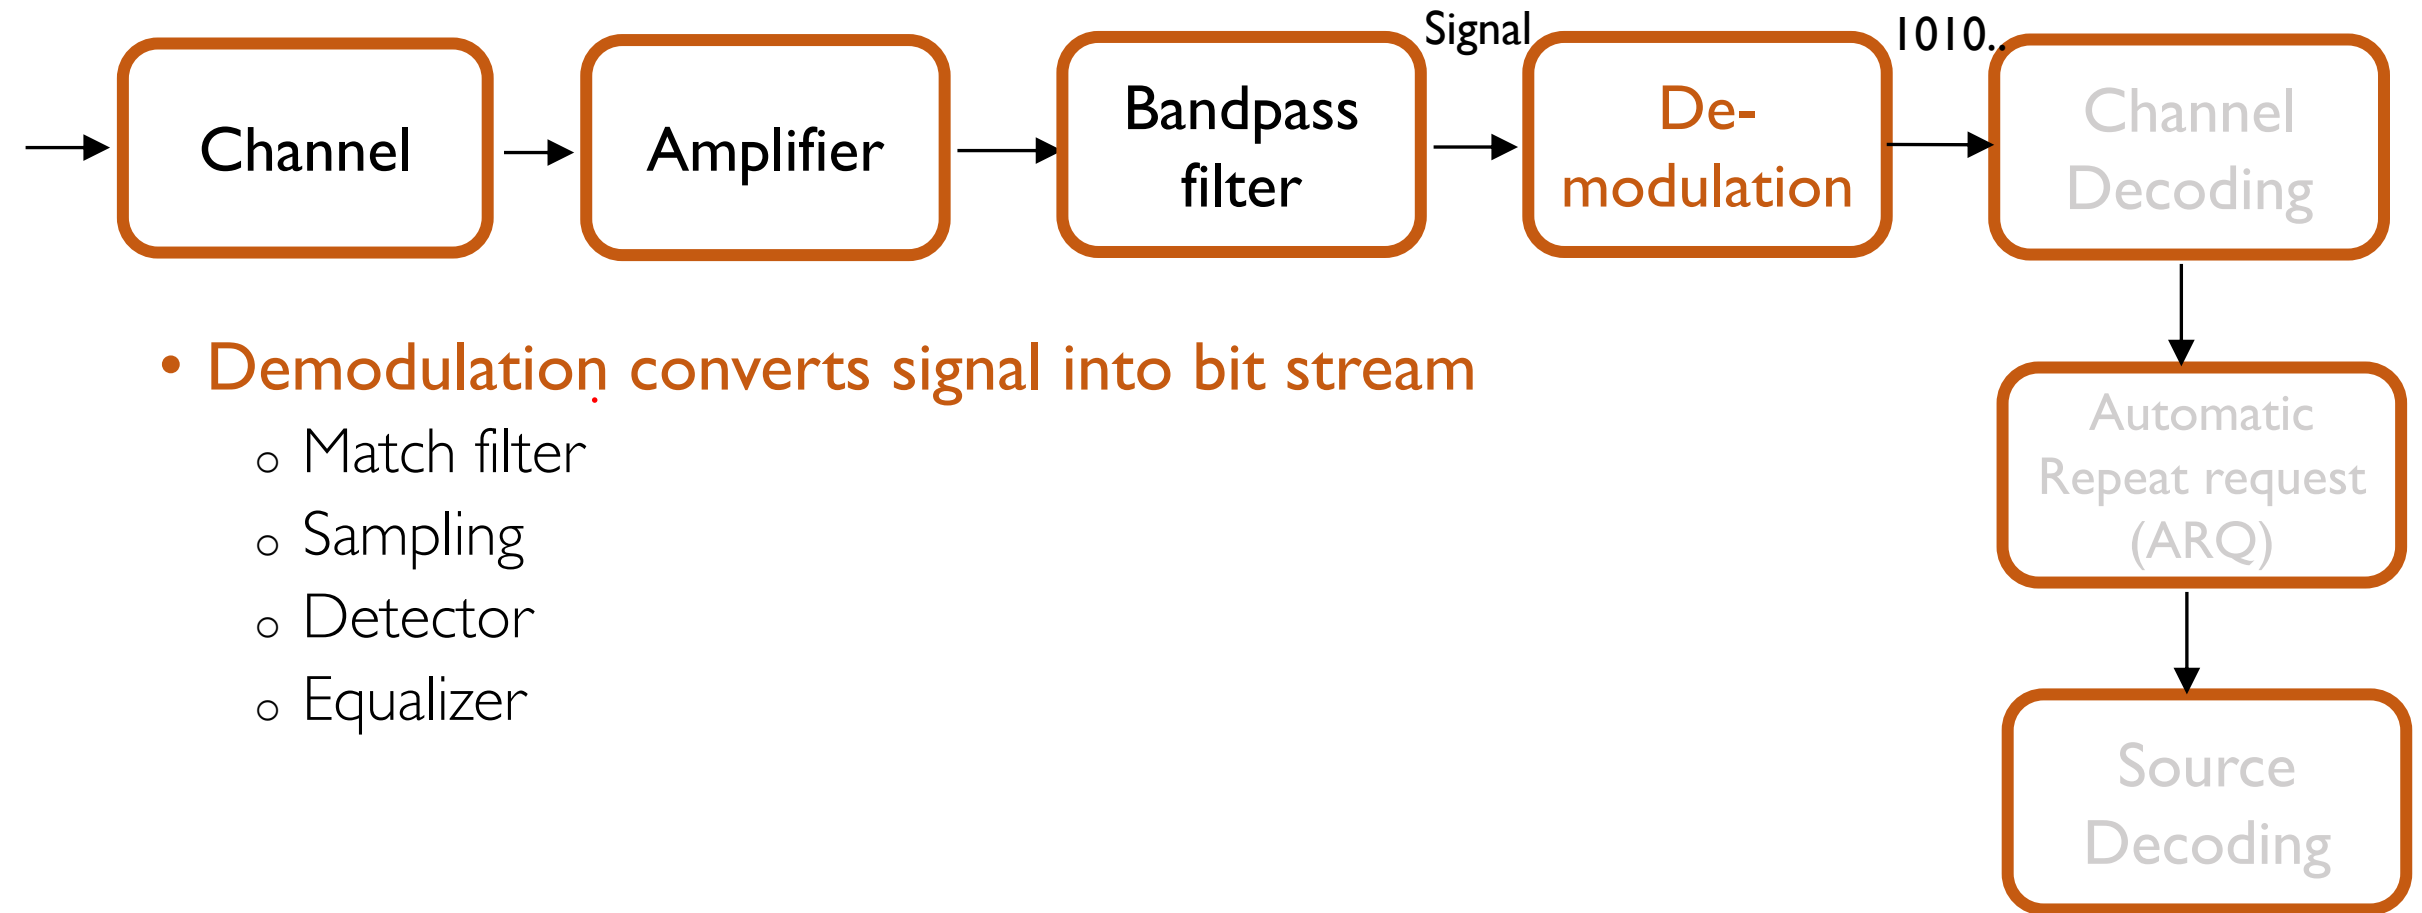 Signal
1010..
Channel
Amplifier
Bandpass
filter
De-
modulation
Channel
Decoding
• Demodulation converts signal into bit stream
o Match filter
o Sampling
o Detector
o Equalizer
Automatic
Repeat request
(ARQ)
Source
Decoding